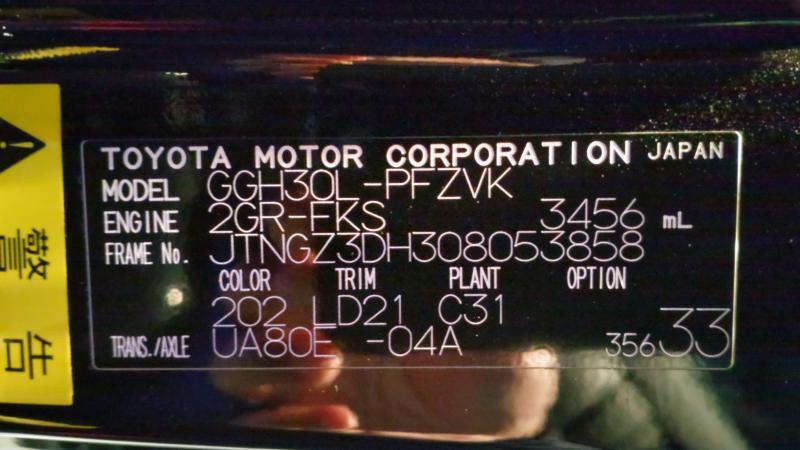 TOYOTA MOTOR CORPORATION JAPAN
MODEL GGH30L-PFZVK
ENGINE 2GR-FKS 3456 mL
FRAME No. JTNGZ3DH308053858
COLOR TRIM PLANT OPTION
202 LD21 C31
TRANS./AXLE UA80E -04A 356 33
警告